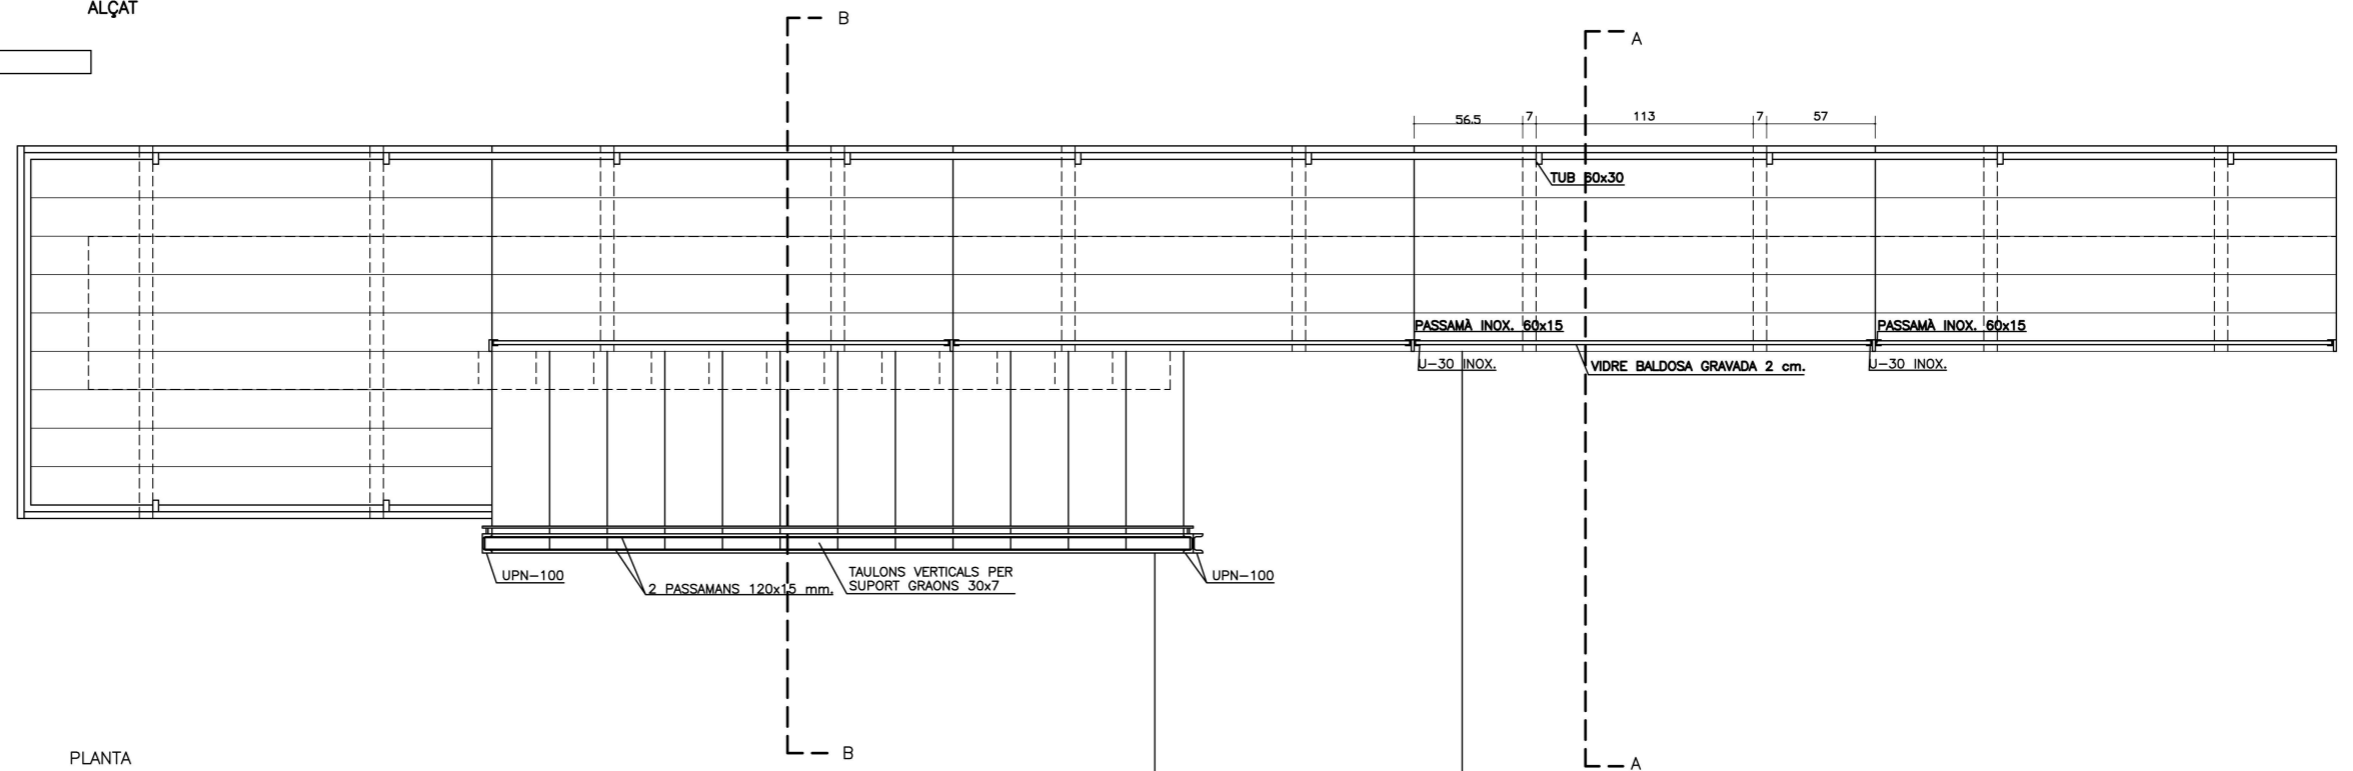 ALÇAT
B
A
56.5
7
113
7
57
TUB 60x30
PASSAMÀ INOX. 60x15
PASSAMÀ INOX. 60x15
U-30 INOX.
VIDRE BALDOSA GRAVADA 2 cm.
U-30 INOX.
UPN-100
2 PASSAMANS 120x15 mm.
TAULONS VERTICALS PER
SUPORT GRAONS 30x7
UPN-100
PLANTA
B
A